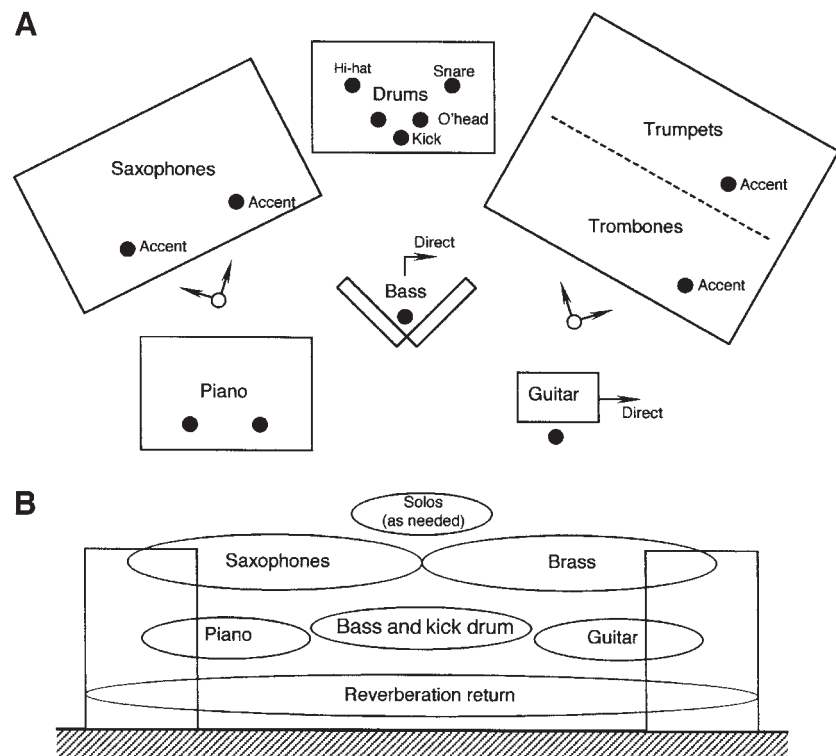 A
Hi-hat
Snare
Drums
O'head
Kick
Saxophones
Accent
Accent
Trumpets
Accent
Trombones
Accent
Direct
Bass
Piano
Guitar
Direct
B
Solos
(as needed)
Saxophones
Brass
Piano
Bass and kick drum
Guitar
Reverberation return